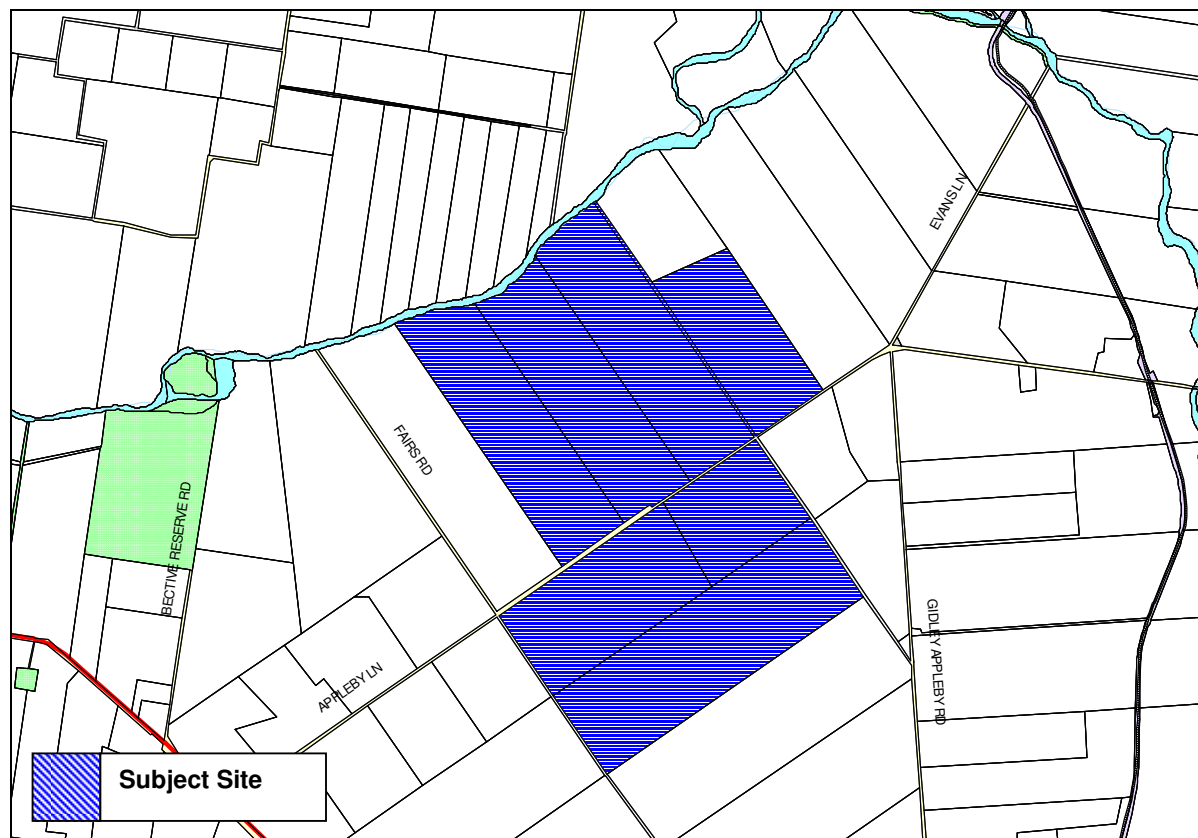 EVANS LN
FAIRS RD
BECTIVE RESERVE RD
APPLEBY LN
GIDLEY APPLEBY RD
Subject Site